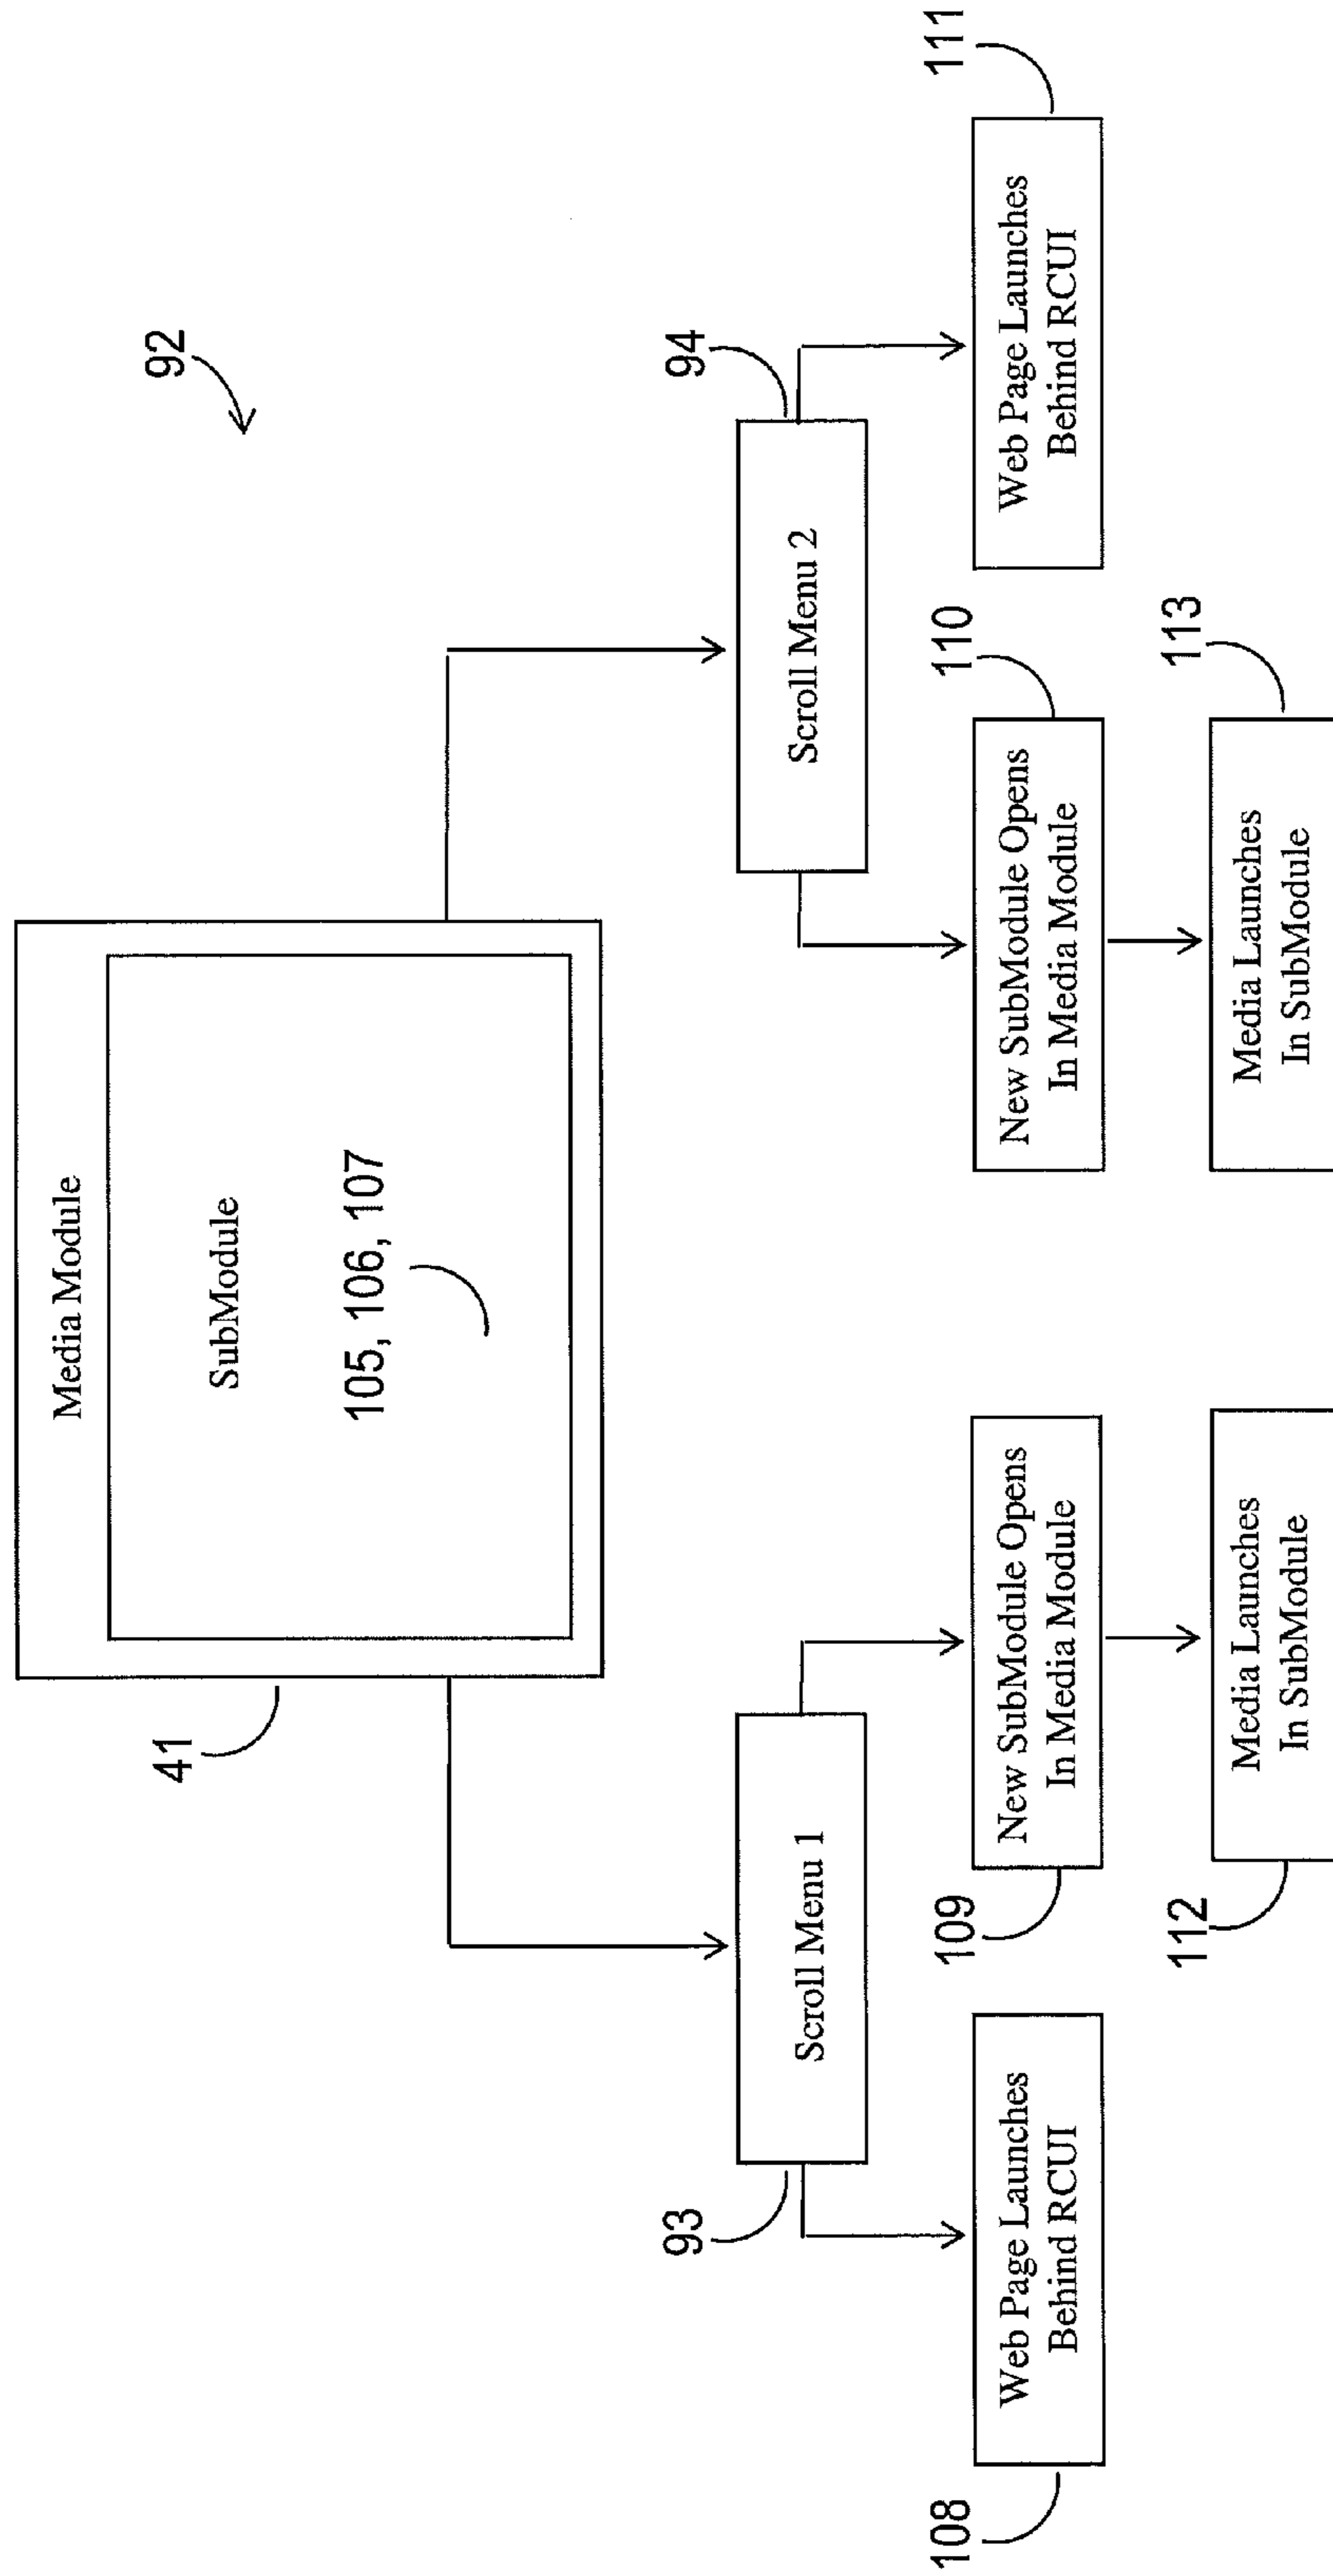 92
Media Module
41
SubModule
105, 106, 107
93
Scroll Menu 1
Scroll Menu 2
94
108
Web Page Launches
Behind RCUI
109
New SubModule Opens
In Media Module
New SubModule Opens
In Media Module
110
Web Page Launches
Behind RCUI
111
112
Media Launches
In SubModule
Media Launches
In SubModule
113